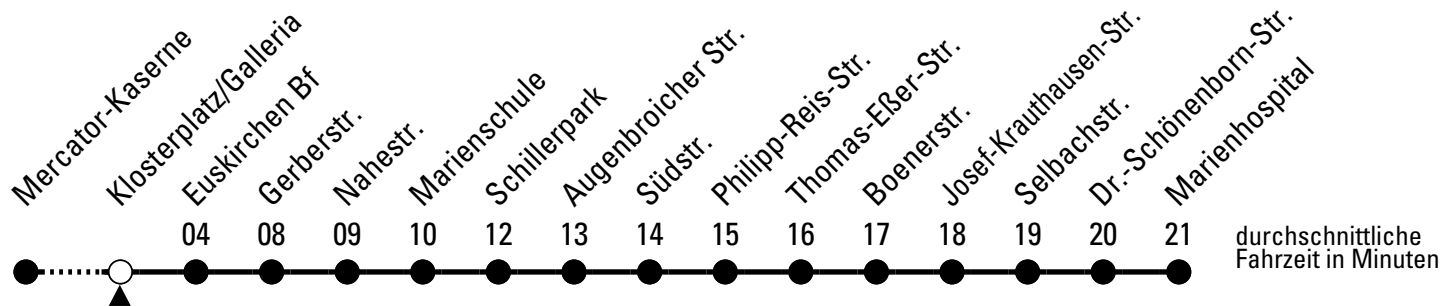 Mercator-Kaserne
Klosterplatz/Galleria
Euskirchen Bf
Gerberstr.
Nahestr.
Marienschule
Schillerpark
Augenbroicher Str.
Südstr.
Philipp-Reis-Str.
Thomas-Eßer-Str.
Boenerstr.
Josef-Krauthausen-Str.
Selbachstr.
Dr.-Schönenborn-Str.
Marienhospital
04 08 09 10 12 13 14 15 16 17 18 19 20 21
durchschnittliche
Fahrzeit in Minuten